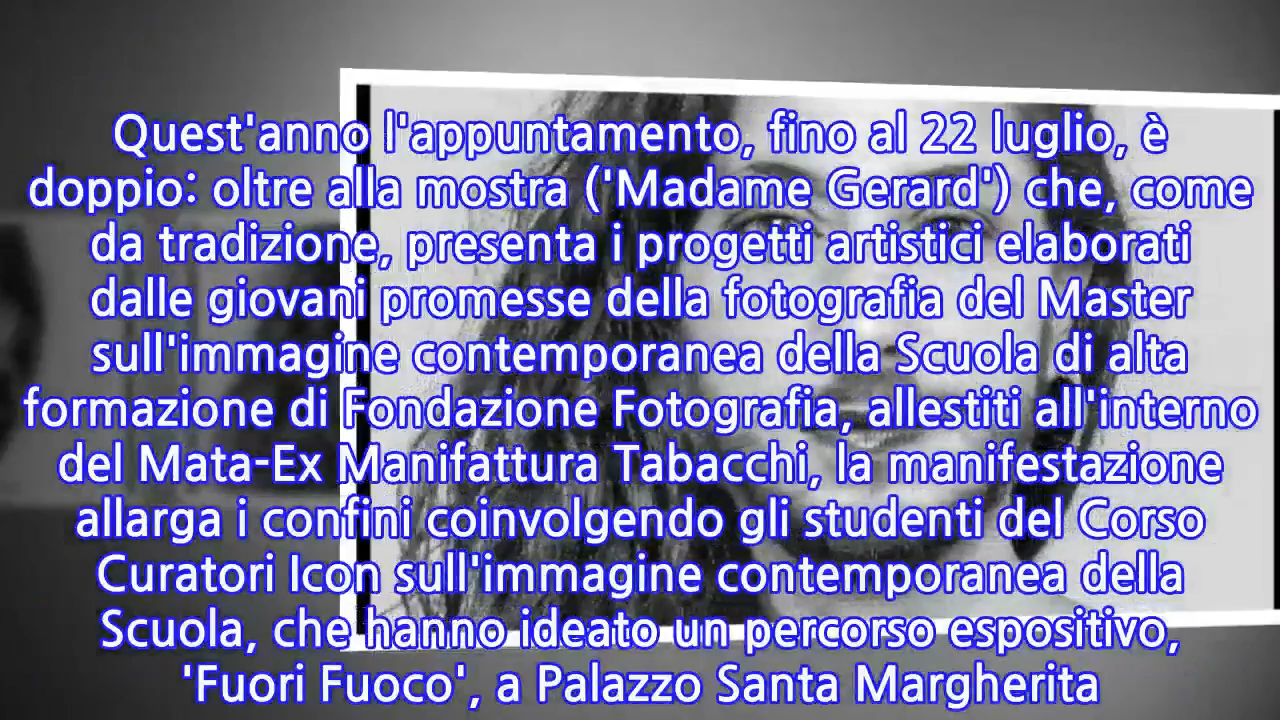 Quest'anno l'appuntamento, fino al 22 luglio, è
doppio: oltre alla mostra ('Madame Gerard') che, come
da tradizione, presenta i progetti artistici elaborati
dalle giovani promesse della fotografia del Master
sull'immagine contemporanea della Scuola di alta
formazione di Fondazione Fotografia, allestiti all'interno
del Mata-Ex Manifattura Tabacchi, la manifestazione
allarga i confini coinvolgendo gli studenti del Corso
Curatori Icon sull'immagine contemporanea della
Scuola, che hanno ideato un percorso espositivo,
'Fuori Fuoco', a Palazzo Santa Margherita